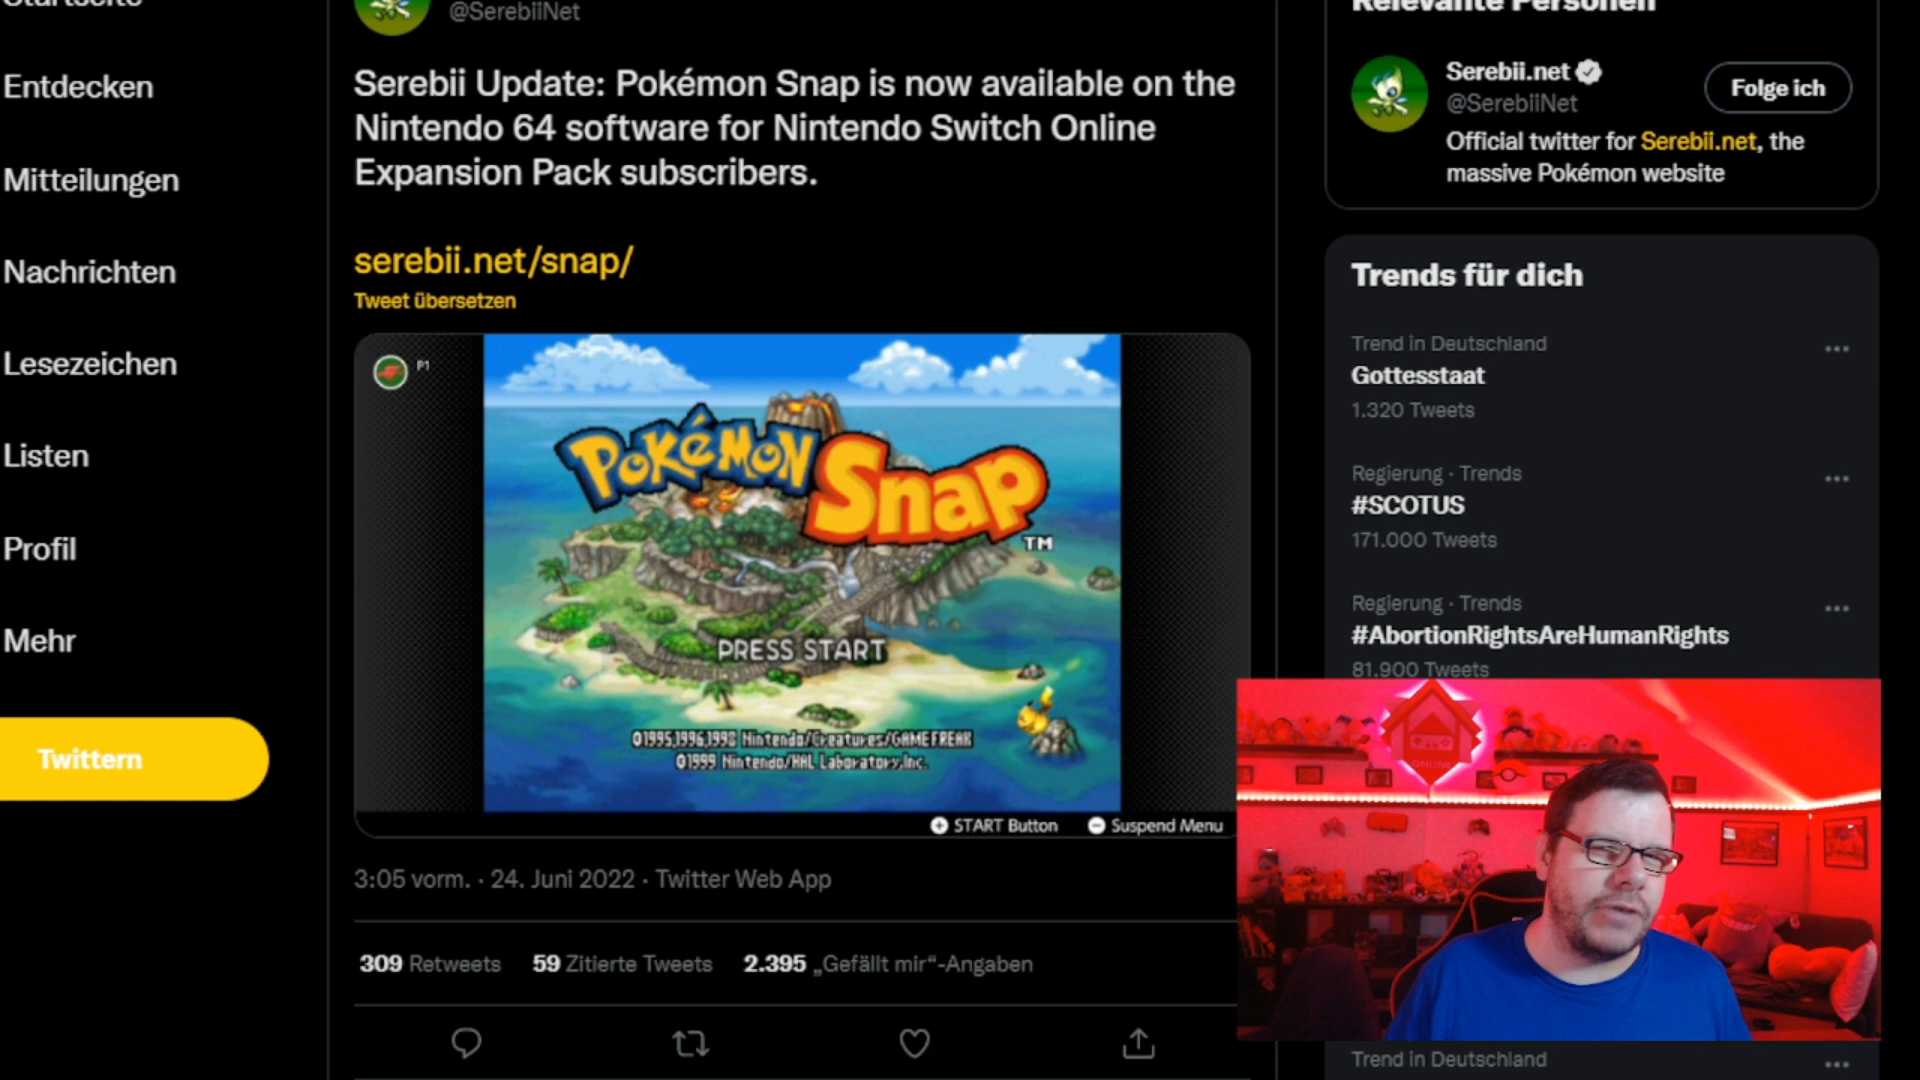 Startseite
Entdecken
Mitteilungen
Nachrichten
Lesezeichen
Listen
Profil
Mehr
Twittern
@SerebiiNet
Serebii Update: Pokémon Snap is now available on the
Nintendo 64 software for Nintendo Switch Online
Expansion Pack subscribers.
serebii.net/snap/
Tweet übersetzen
P1
POKéMON Snap
TM
PRESS START
©1995,1996,1998 Nintendo/Creatures/GAMEFREAK
©1999 Nintendo/HAL Laboratory,Inc.
START Button
Suspend Menu
3:05 vorm. · 24. Juni 2022 · Twitter Web App
309 Retweets 59 Zitierte Tweets 2.395 „Gefällt mir“-Angaben
Relevante Personen
Serebii.net
@SerebiiNet
Folge ich
Official twitter for Serebii.net, the
massive Pokémon website
Trends für dich
Trend in Deutschland
Gottesstaat
1.320 Tweets
Regierung · Trends
#SCOTUS
171.000 Tweets
Regierung · Trends
#AbortionRightsAreHumanRights
81.900 Tweets
ONLINE
Trend in Deutschland